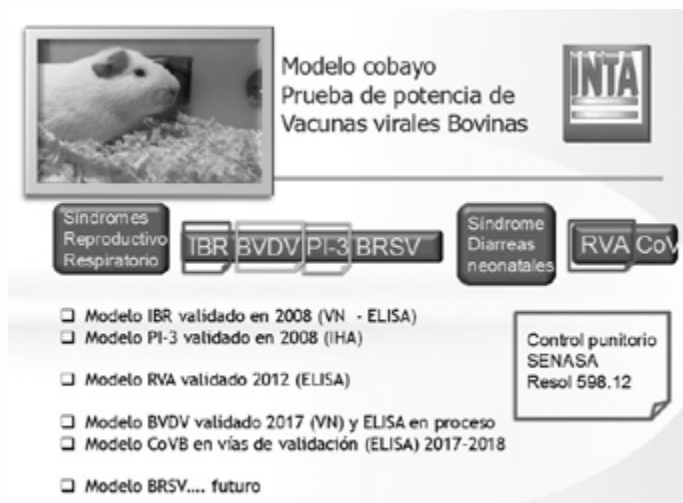 Modelo cobayo
Prueba de potencia de
Vacunas virales Bovinas
INTA
Síndromes
Reproductivo
Respiratorio
IBR BVDV PI-3 BRSV
Síndrome
Diarreas
neonatales
RVA CoV
❑ Modelo IBR validado en 2008 (VN - ELISA)
❑ Modelo PI-3 validado en 2008 (IHA)
❑ Modelo RVA validado 2012 (ELISA)
❑ Modelo BVDV validado 2017 (VN) y ELISA en proceso
❑ Modelo CoVB en vías de validación (ELISA) 2017-2018
❑ Modelo BRSV.... futuro
Control punitorio
SENASA
Resol 598.12